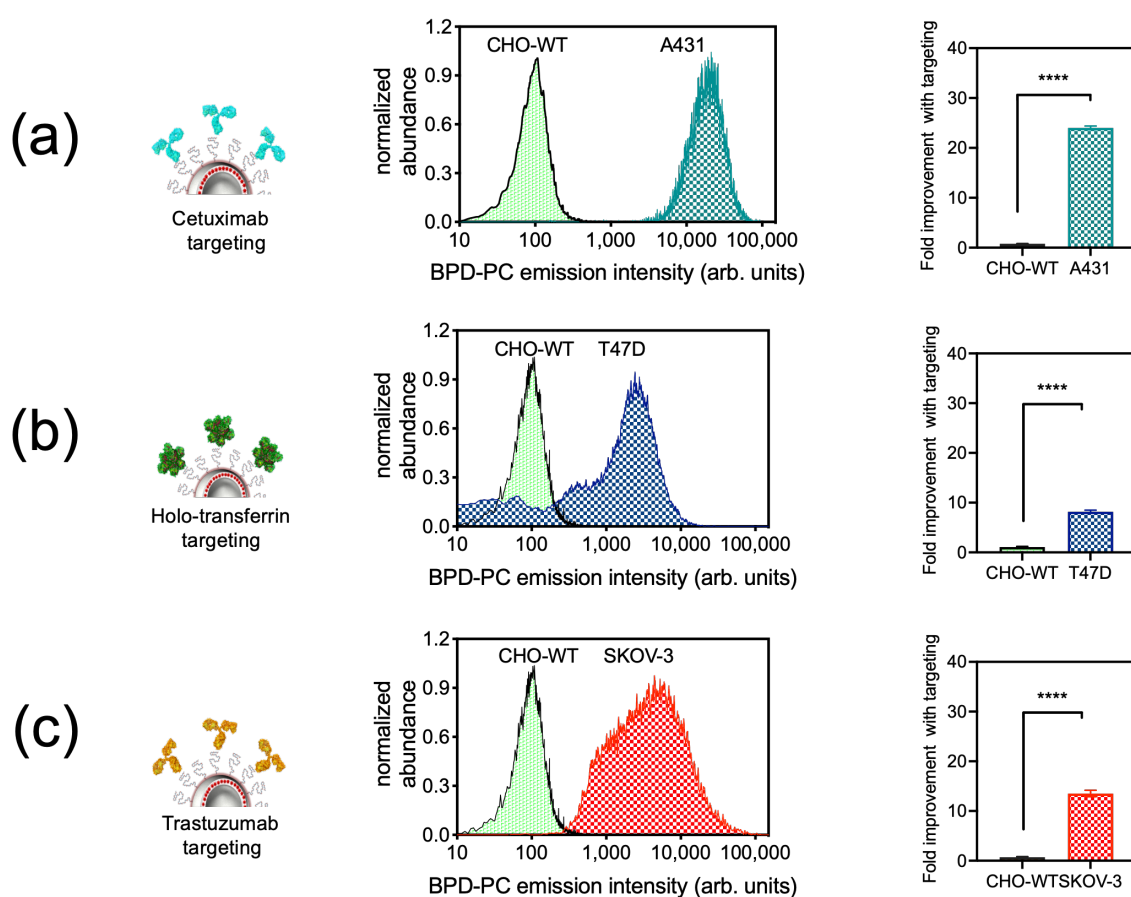 (a)
Cetuximab
targeting
normalized
abundance
1.2
0.9
0.6
0.3
0.0
CHO-WT A431
10 100 1,000 10,000 100,000
BPD-PC emission intensity (arb. units)
Fold improvement with targeting
40
30
20
10
0
****
CHO-WT A431
(b)
Holo-transferrin
targeting
normalized
abundance
1.2
0.9
0.6
0.3
0.0
CHO-WT T47D
10 100 1,000 10,000 100,000
BPD-PC emission intensity (arb. units)
Fold improvement with targeting
40
30
20
10
0
****
CHO-WT T47D
(c)
Trastuzumab
targeting
normalized
abundance
1.2
0.9
0.6
0.3
0.0
CHO-WT SKOV-3
10 100 1,000 10,000 100,000
BPD-PC emission intensity (arb. units)
Fold improvement with targeting
40
30
20
10
0
****
CHO-WTSKOV-3